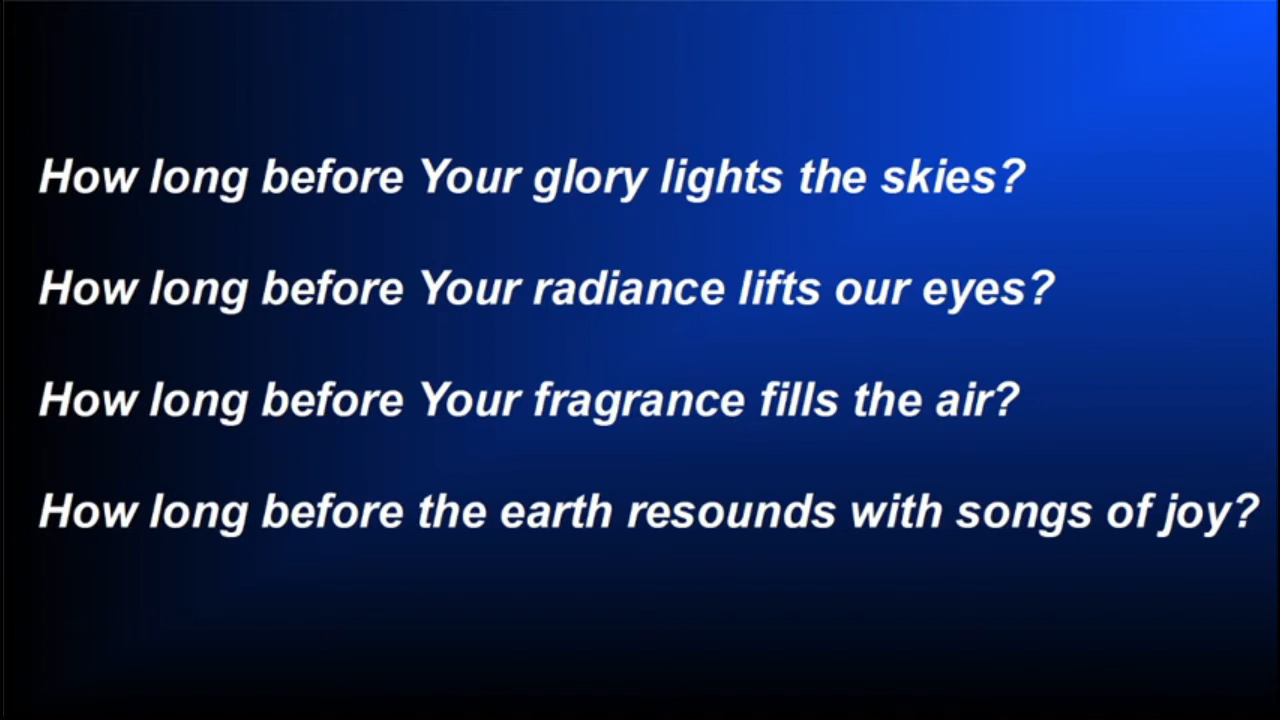 How long before Your glory lights the skies?
How long before Your radiance lifts our eyes?
How long before Your fragrance fills the air?
How long before the earth resounds with songs of joy?